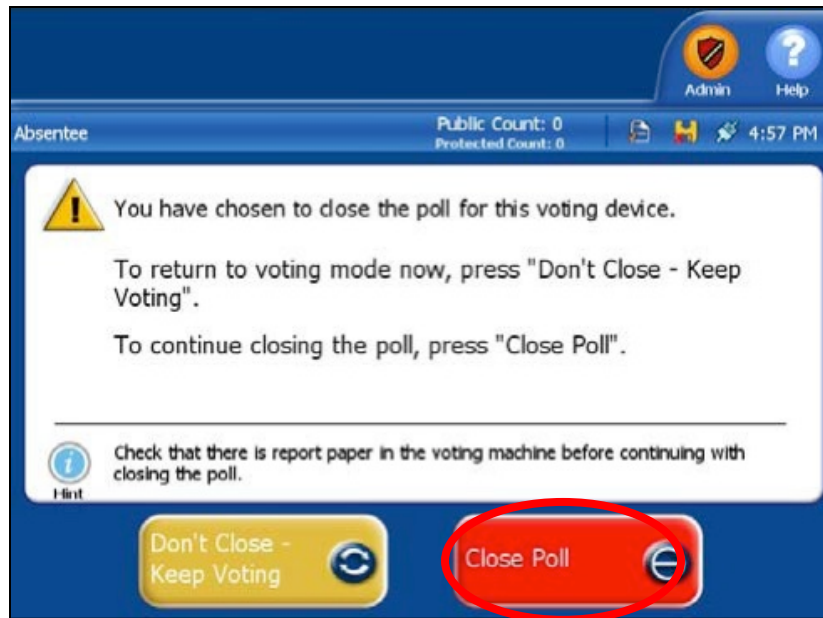 Admin Help
Absentee Public Count: 0 4:57 PM
Protected Count: 0
You have chosen to close the poll for this voting device.
To return to voting mode now, press "Don't Close - Keep
Voting".
To continue closing the poll, press "Close Poll".
Check that there is report paper in the voting machine before continuing with
closing the poll.
Hint
Don't Close -
Keep Voting
Close Poll